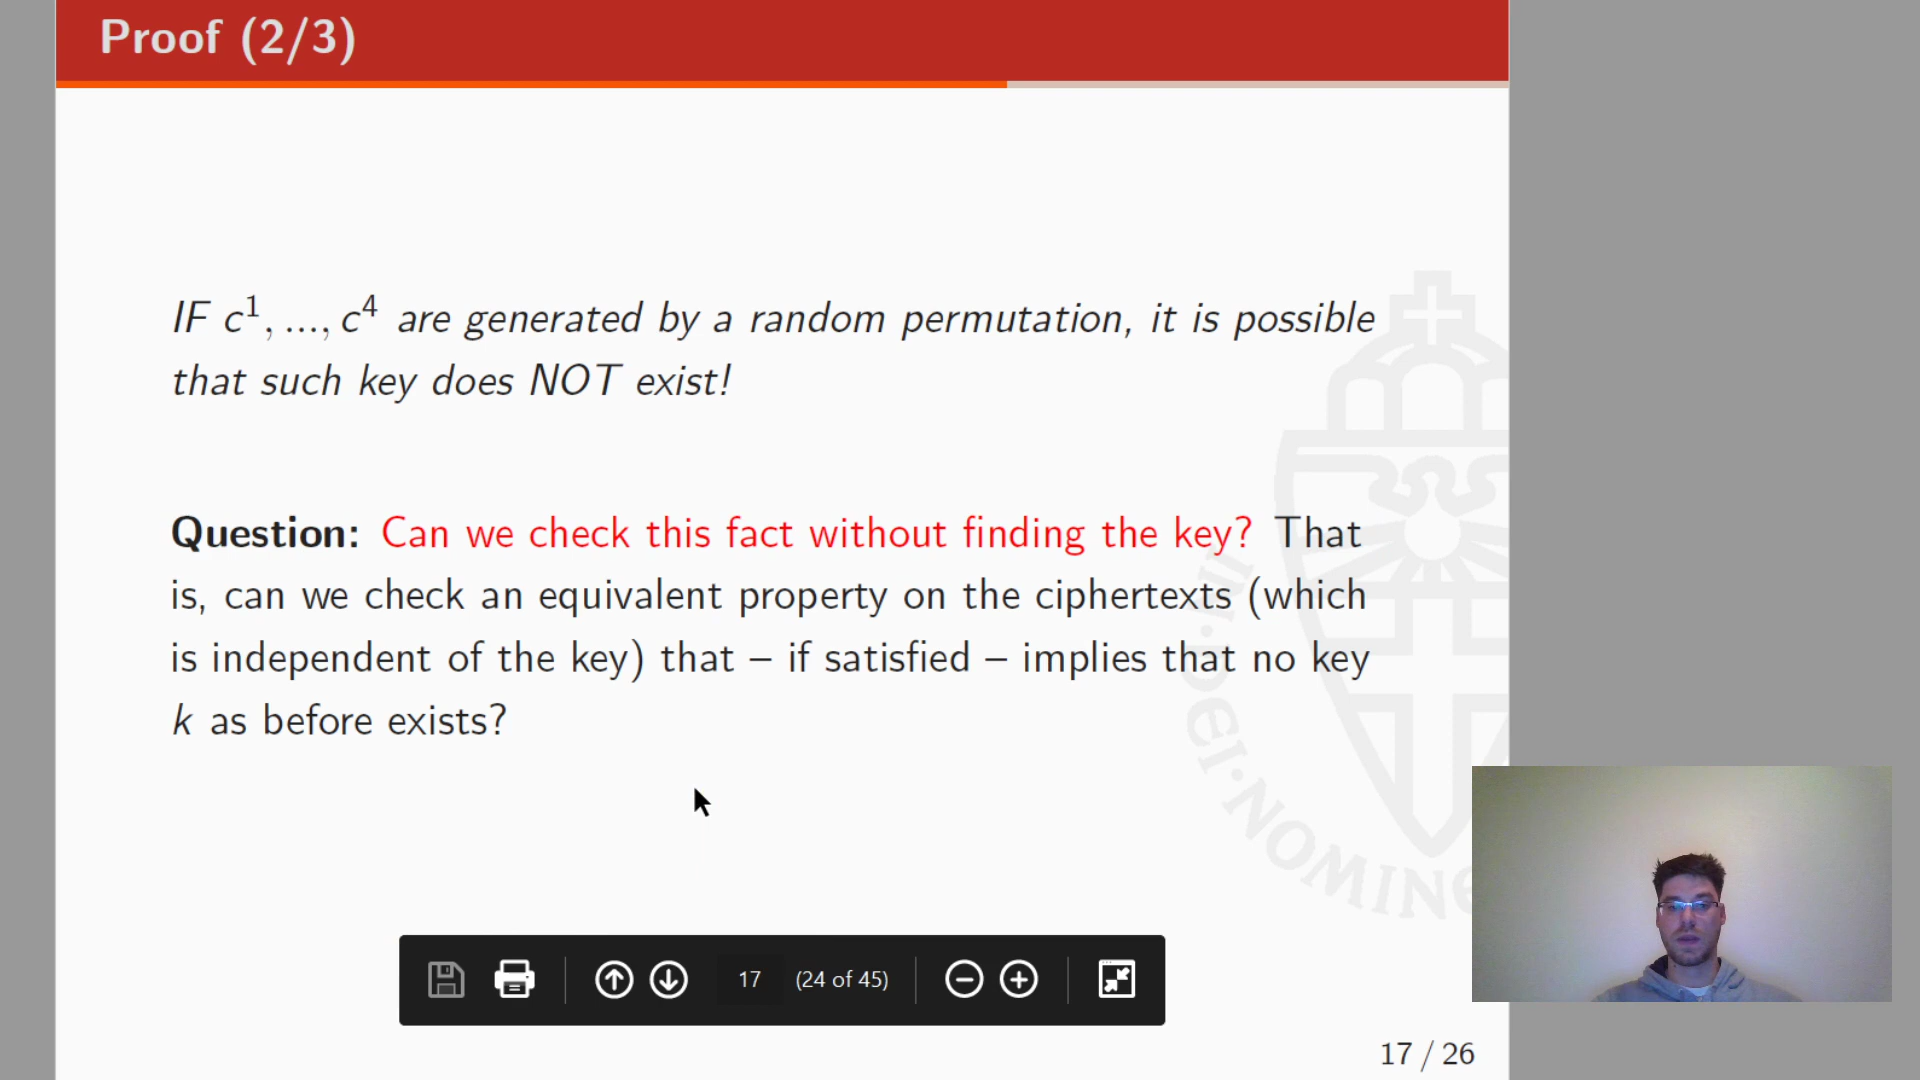 Proof (2/3)
IF c¹, ..., c⁴ are generated by a random permutation, it is possible
that such key does NOT exist!
Question: Can we check this fact without finding the key? That
is, can we check an equivalent property on the ciphertexts (which
is independent of the key) that – if satisfied – implies that no key
k as before exists?
IN·DEI·NOMINE
17 (24 of 45)
17 / 26